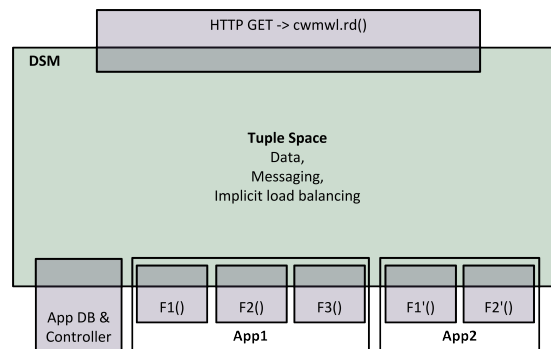 HTTP GET -> cwmwl.rd()
DSM
Tuple Space
Data,
Messaging,
Implicit load balancing
F1()
F2()
F3()
F1'()
F2'()
App DB &
Controller
App1
App2